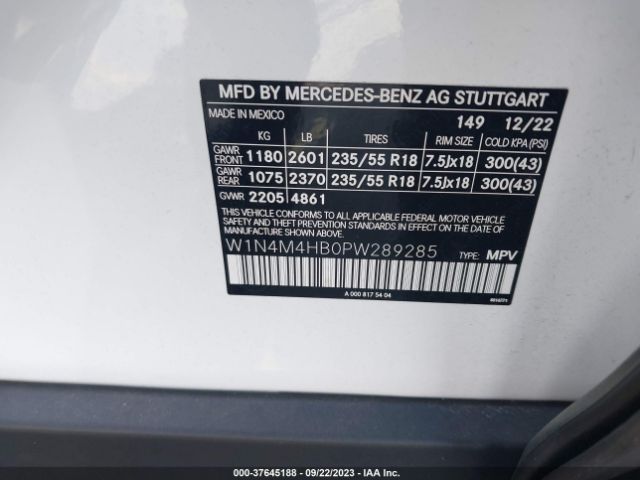 MFD BY MERCEDES-BENZ AG STUTTGART
MADE IN MEXICO
149 12/22
KG LB TIRES RIM SIZE COLD KPA (PSI)
GAWR FRONT 1180 2601 235/55 R18 7.5Jx18 300(43)
GAWR REAR 1075 2370 235/55 R18 7.5Jx18 300(43)
GVWR 2205 4861
THIS VEHICLE CONFORMS TO ALL APPLICABLE FEDERAL MOTOR VEHICLE
SAFETY AND THEFT PREVENTION STANDARDS IN EFFECT ON THE DATE OF
MANUFACTURE SHOWN ABOVE.
W1N4M4HB0PW289285 TYPE: MPV
A 000 817 54 04
000-37645188 - 09/22/2023 - IAA Inc.